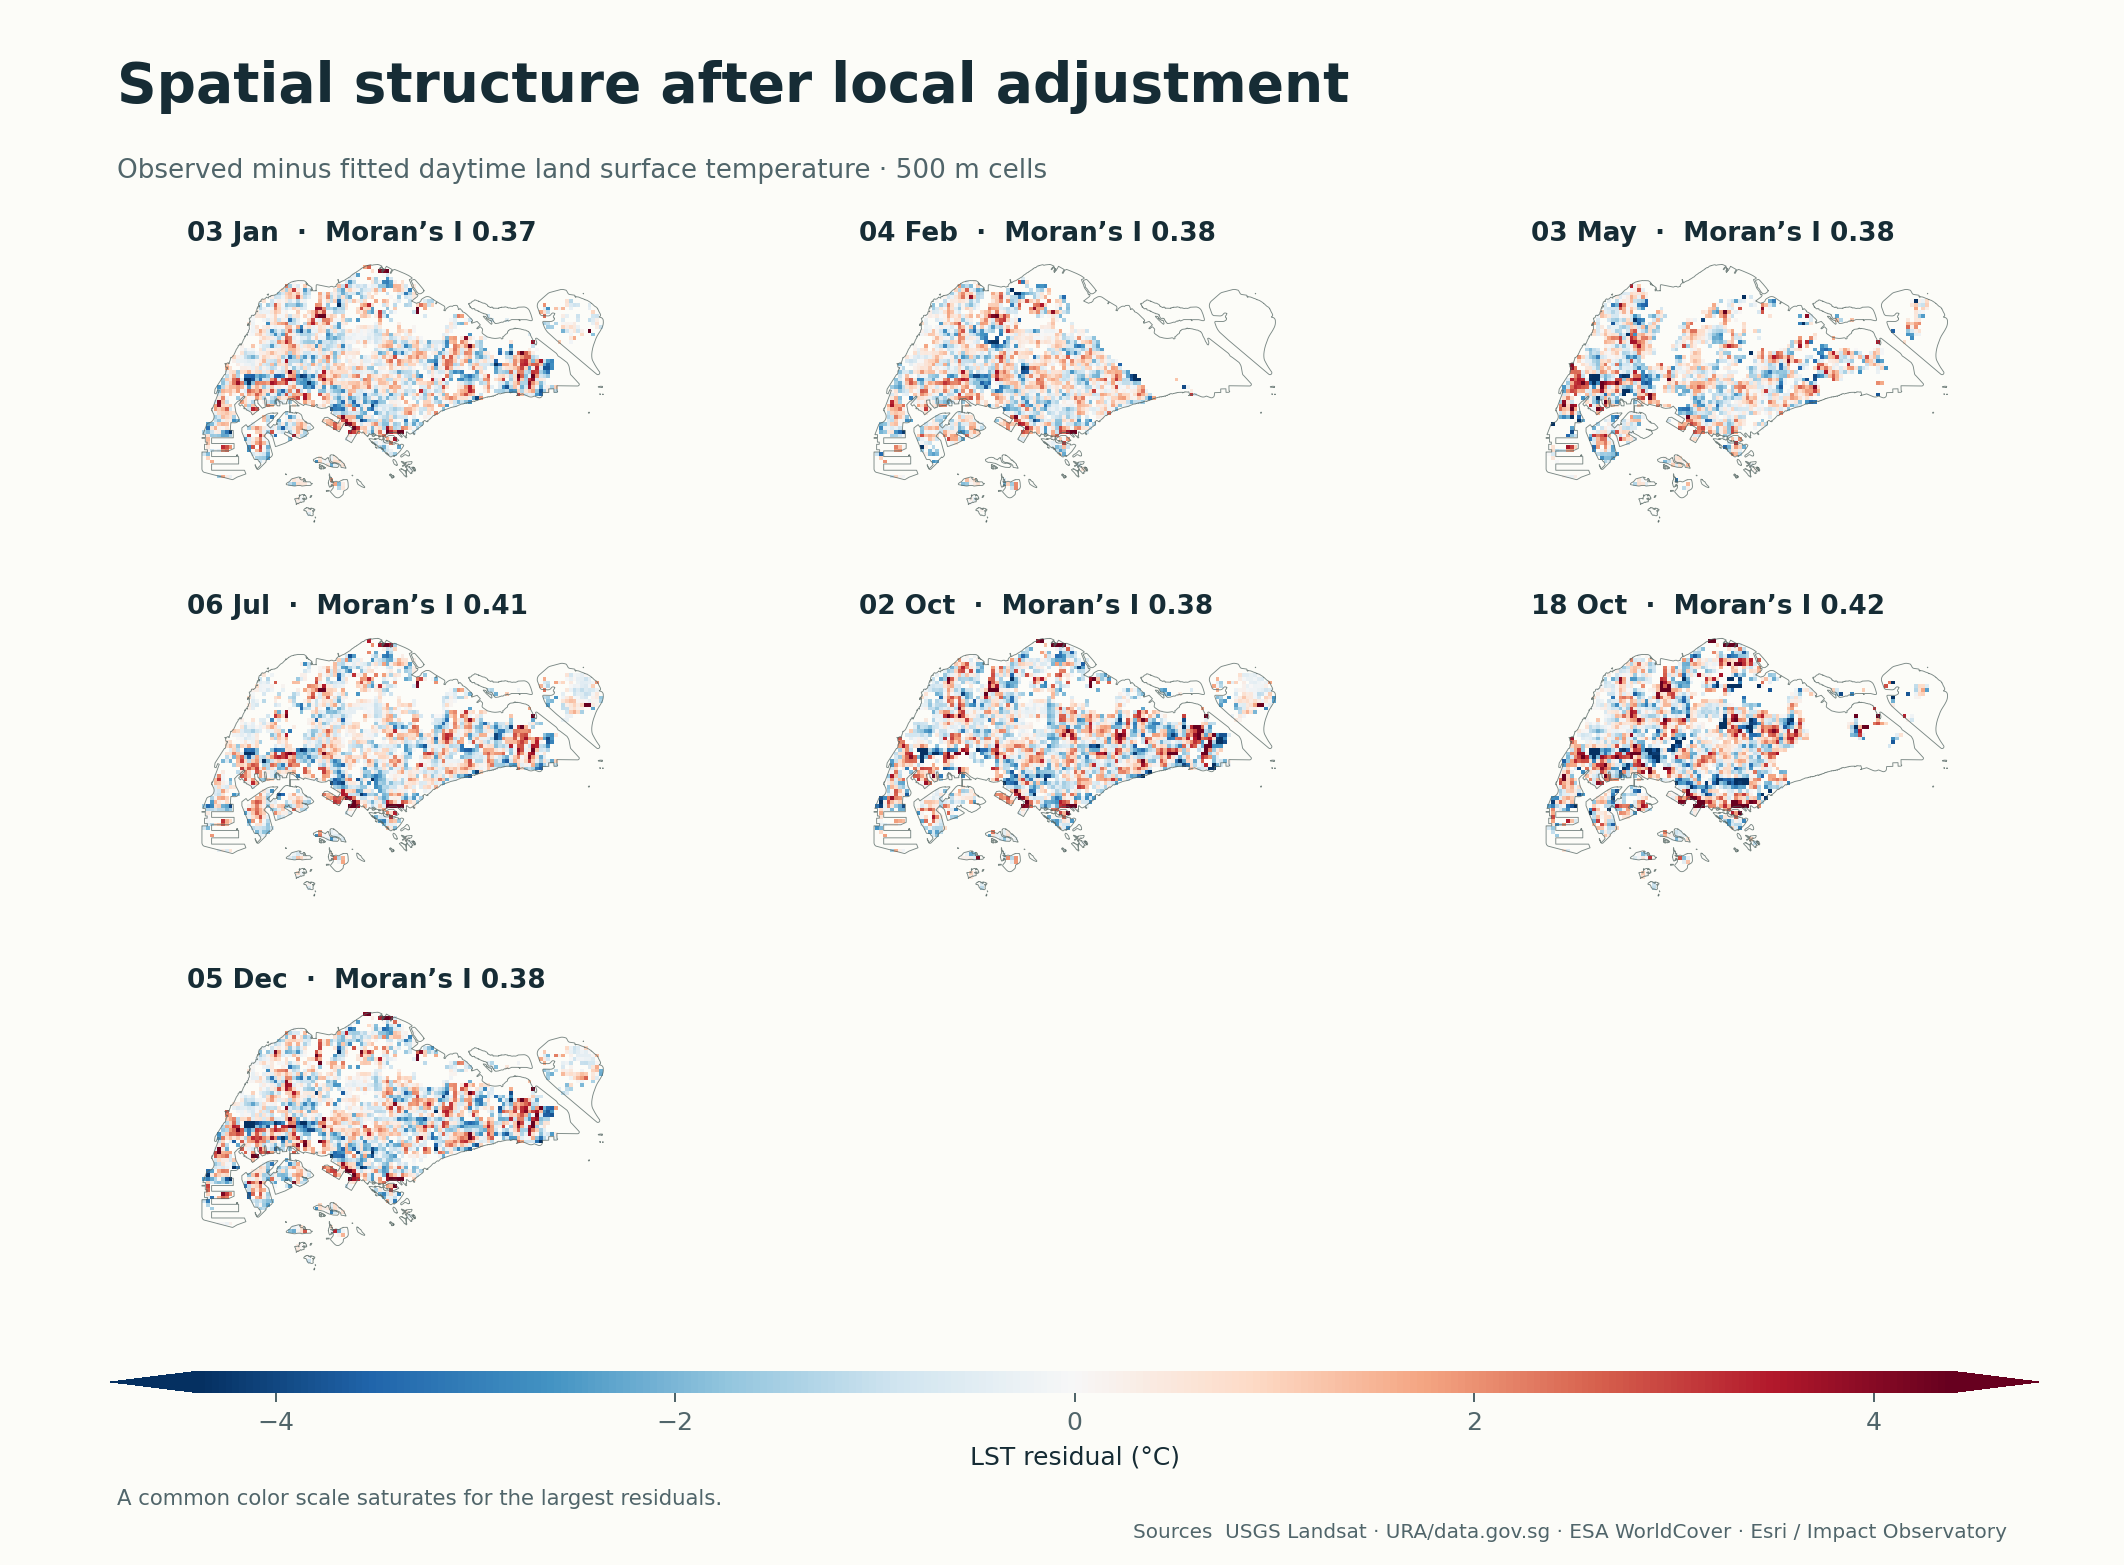 Spatial structure after local adjustment
Observed minus fitted daytime land surface temperature · 500 m cells
03 Jan · Moran’s I 0.37
04 Feb · Moran’s I 0.38
03 May · Moran’s I 0.38
06 Jul · Moran’s I 0.41
02 Oct · Moran’s I 0.38
18 Oct · Moran’s I 0.42
05 Dec · Moran’s I 0.38
−4 −2 0 2 4
LST residual (°C)
A common color scale saturates for the largest residuals.
Sources USGS Landsat · URA/data.gov.sg · ESA WorldCover · Esri / Impact Observatory